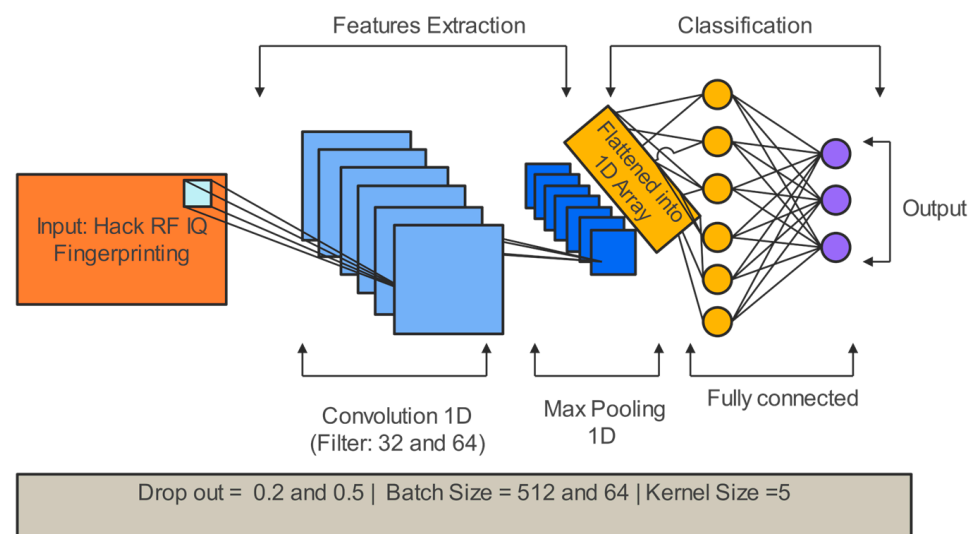 Features Extraction
Classification
Input: Hack RF IQ
Fingerprinting
Flattened into
1D Array
Output
Convolution 1D
(Filter: 32 and 64)
Max Pooling
1D
Fully connected
Drop out = 0.2 and 0.5 | Batch Size = 512 and 64 | Kernel Size =5